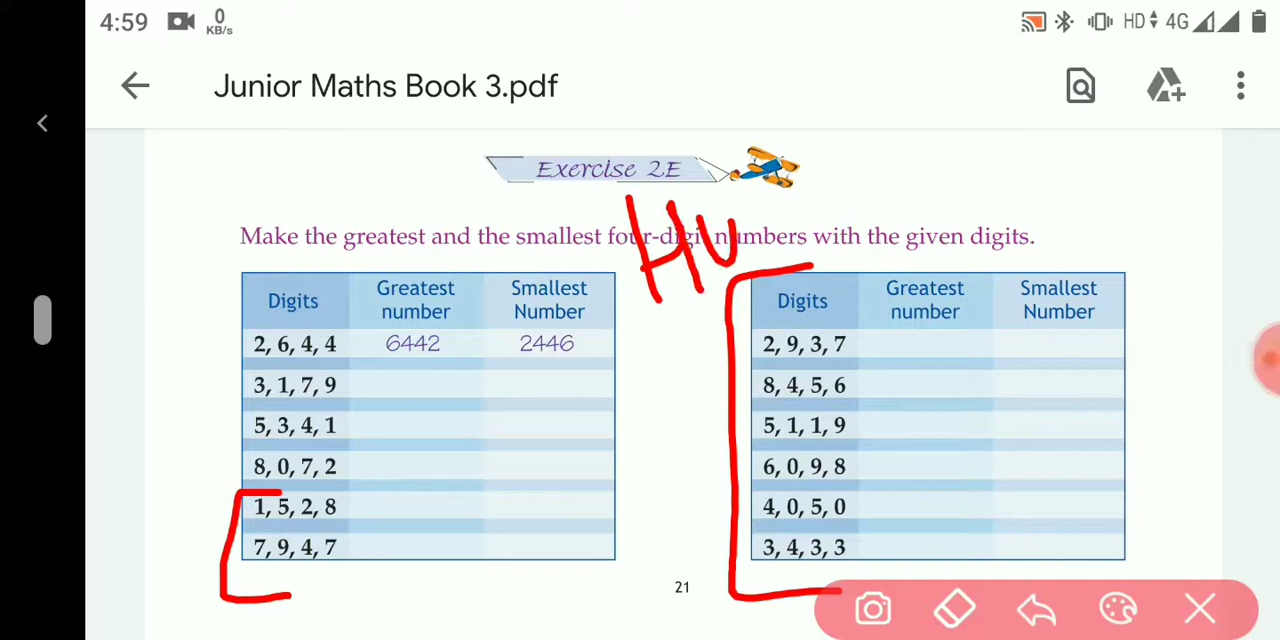 4:59 0 KB/s HD 4G
Junior Maths Book 3.pdf
Exercise 2E
HU
Make the greatest and the smallest four-digit numbers with the given digits.
Digits Greatest number Smallest Number
2, 6, 4, 4 6442 2446
3, 1, 7, 9
5, 3, 4, 1
8, 0, 7, 2
1, 5, 2, 8
7, 9, 4, 7
Digits Greatest number Smallest Number
2, 9, 3, 7
8, 4, 5, 6
5, 1, 1, 9
6, 0, 9, 8
4, 0, 5, 0
3, 4, 3, 3
21